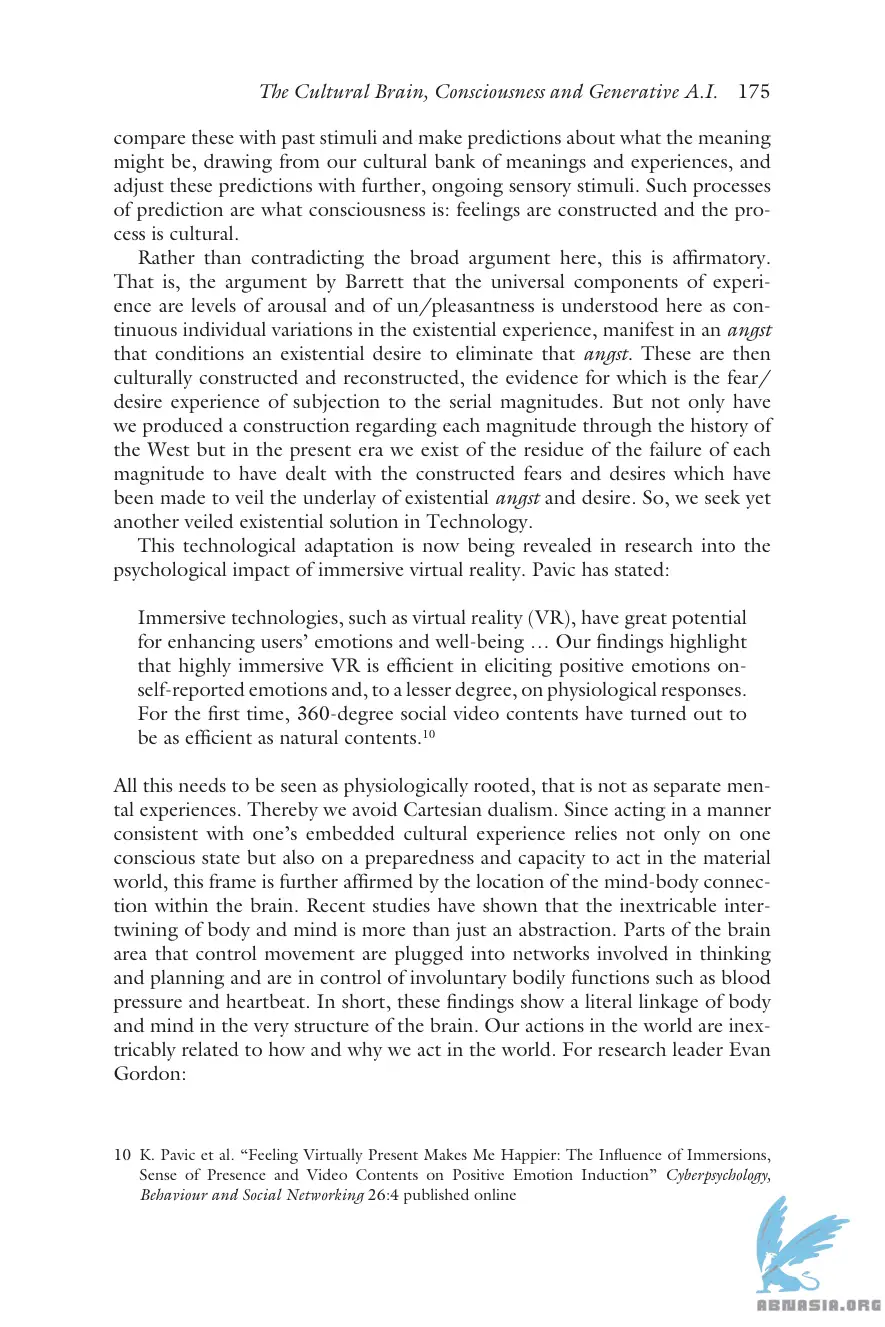 The Cultural Brain, Consciousness and Generative A.I. 175
compare these with past stimuli and make predictions about what the meaning
might be, drawing from our cultural bank of meanings and experiences, and
adjust these predictions with further, ongoing sensory stimuli. Such processes
of prediction are what consciousness is: feelings are constructed and the pro-
cess is cultural.
Rather than contradicting the broad argument here, this is affirmatory.
That is, the argument by Barrett that the universal components of experi-
ence are levels of arousal and of un/pleasantness is understood here as con-
tinuous individual variations in the existential experience, manifest in an angst
that conditions an existential desire to eliminate that angst. These are then
culturally constructed and reconstructed, the evidence for which is the fear/
desire experience of subjection to the serial magnitudes. But not only have
we produced a construction regarding each magnitude through the history of
the West but in the present era we exist of the residue of the failure of each
magnitude to have dealt with the constructed fears and desires which have
been made to veil the underlay of existential angst and desire. So, we seek yet
another veiled existential solution in Technology.
This technological adaptation is now being revealed in research into the
psychological impact of immersive virtual reality. Pavic has stated:
Immersive technologies, such as virtual reality (VR), have great potential
for enhancing users’ emotions and well-being … Our findings highlight
that highly immersive VR is efficient in eliciting positive emotions on-
self-reported emotions and, to a lesser degree, on physiological responses.
For the first time, 360-degree social video contents have turned out to
be as efficient as natural contents.¹⁰
All this needs to be seen as physiologically rooted, that is not as separate men-
tal experiences. Thereby we avoid Cartesian dualism. Since acting in a manner
consistent with one’s embedded cultural experience relies not only on one
conscious state but also on a preparedness and capacity to act in the material
world, this frame is further affirmed by the location of the mind-body connec-
tion within the brain. Recent studies have shown that the inextricable inter-
twining of body and mind is more than just an abstraction. Parts of the brain
area that control movement are plugged into networks involved in thinking
and planning and are in control of involuntary bodily functions such as blood
pressure and heartbeat. In short, these findings show a literal linkage of body
and mind in the very structure of the brain. Our actions in the world are inex-
tricably related to how and why we act in the world. For research leader Evan
Gordon:
10 K. Pavic et al. “Feeling Virtually Present Makes Me Happier: The Influence of Immersions,
Sense of Presence and Video Contents on Positive Emotion Induction” Cyberpsychology,
Behaviour and Social Networking 26:4 published online
ABNASIA.ORG